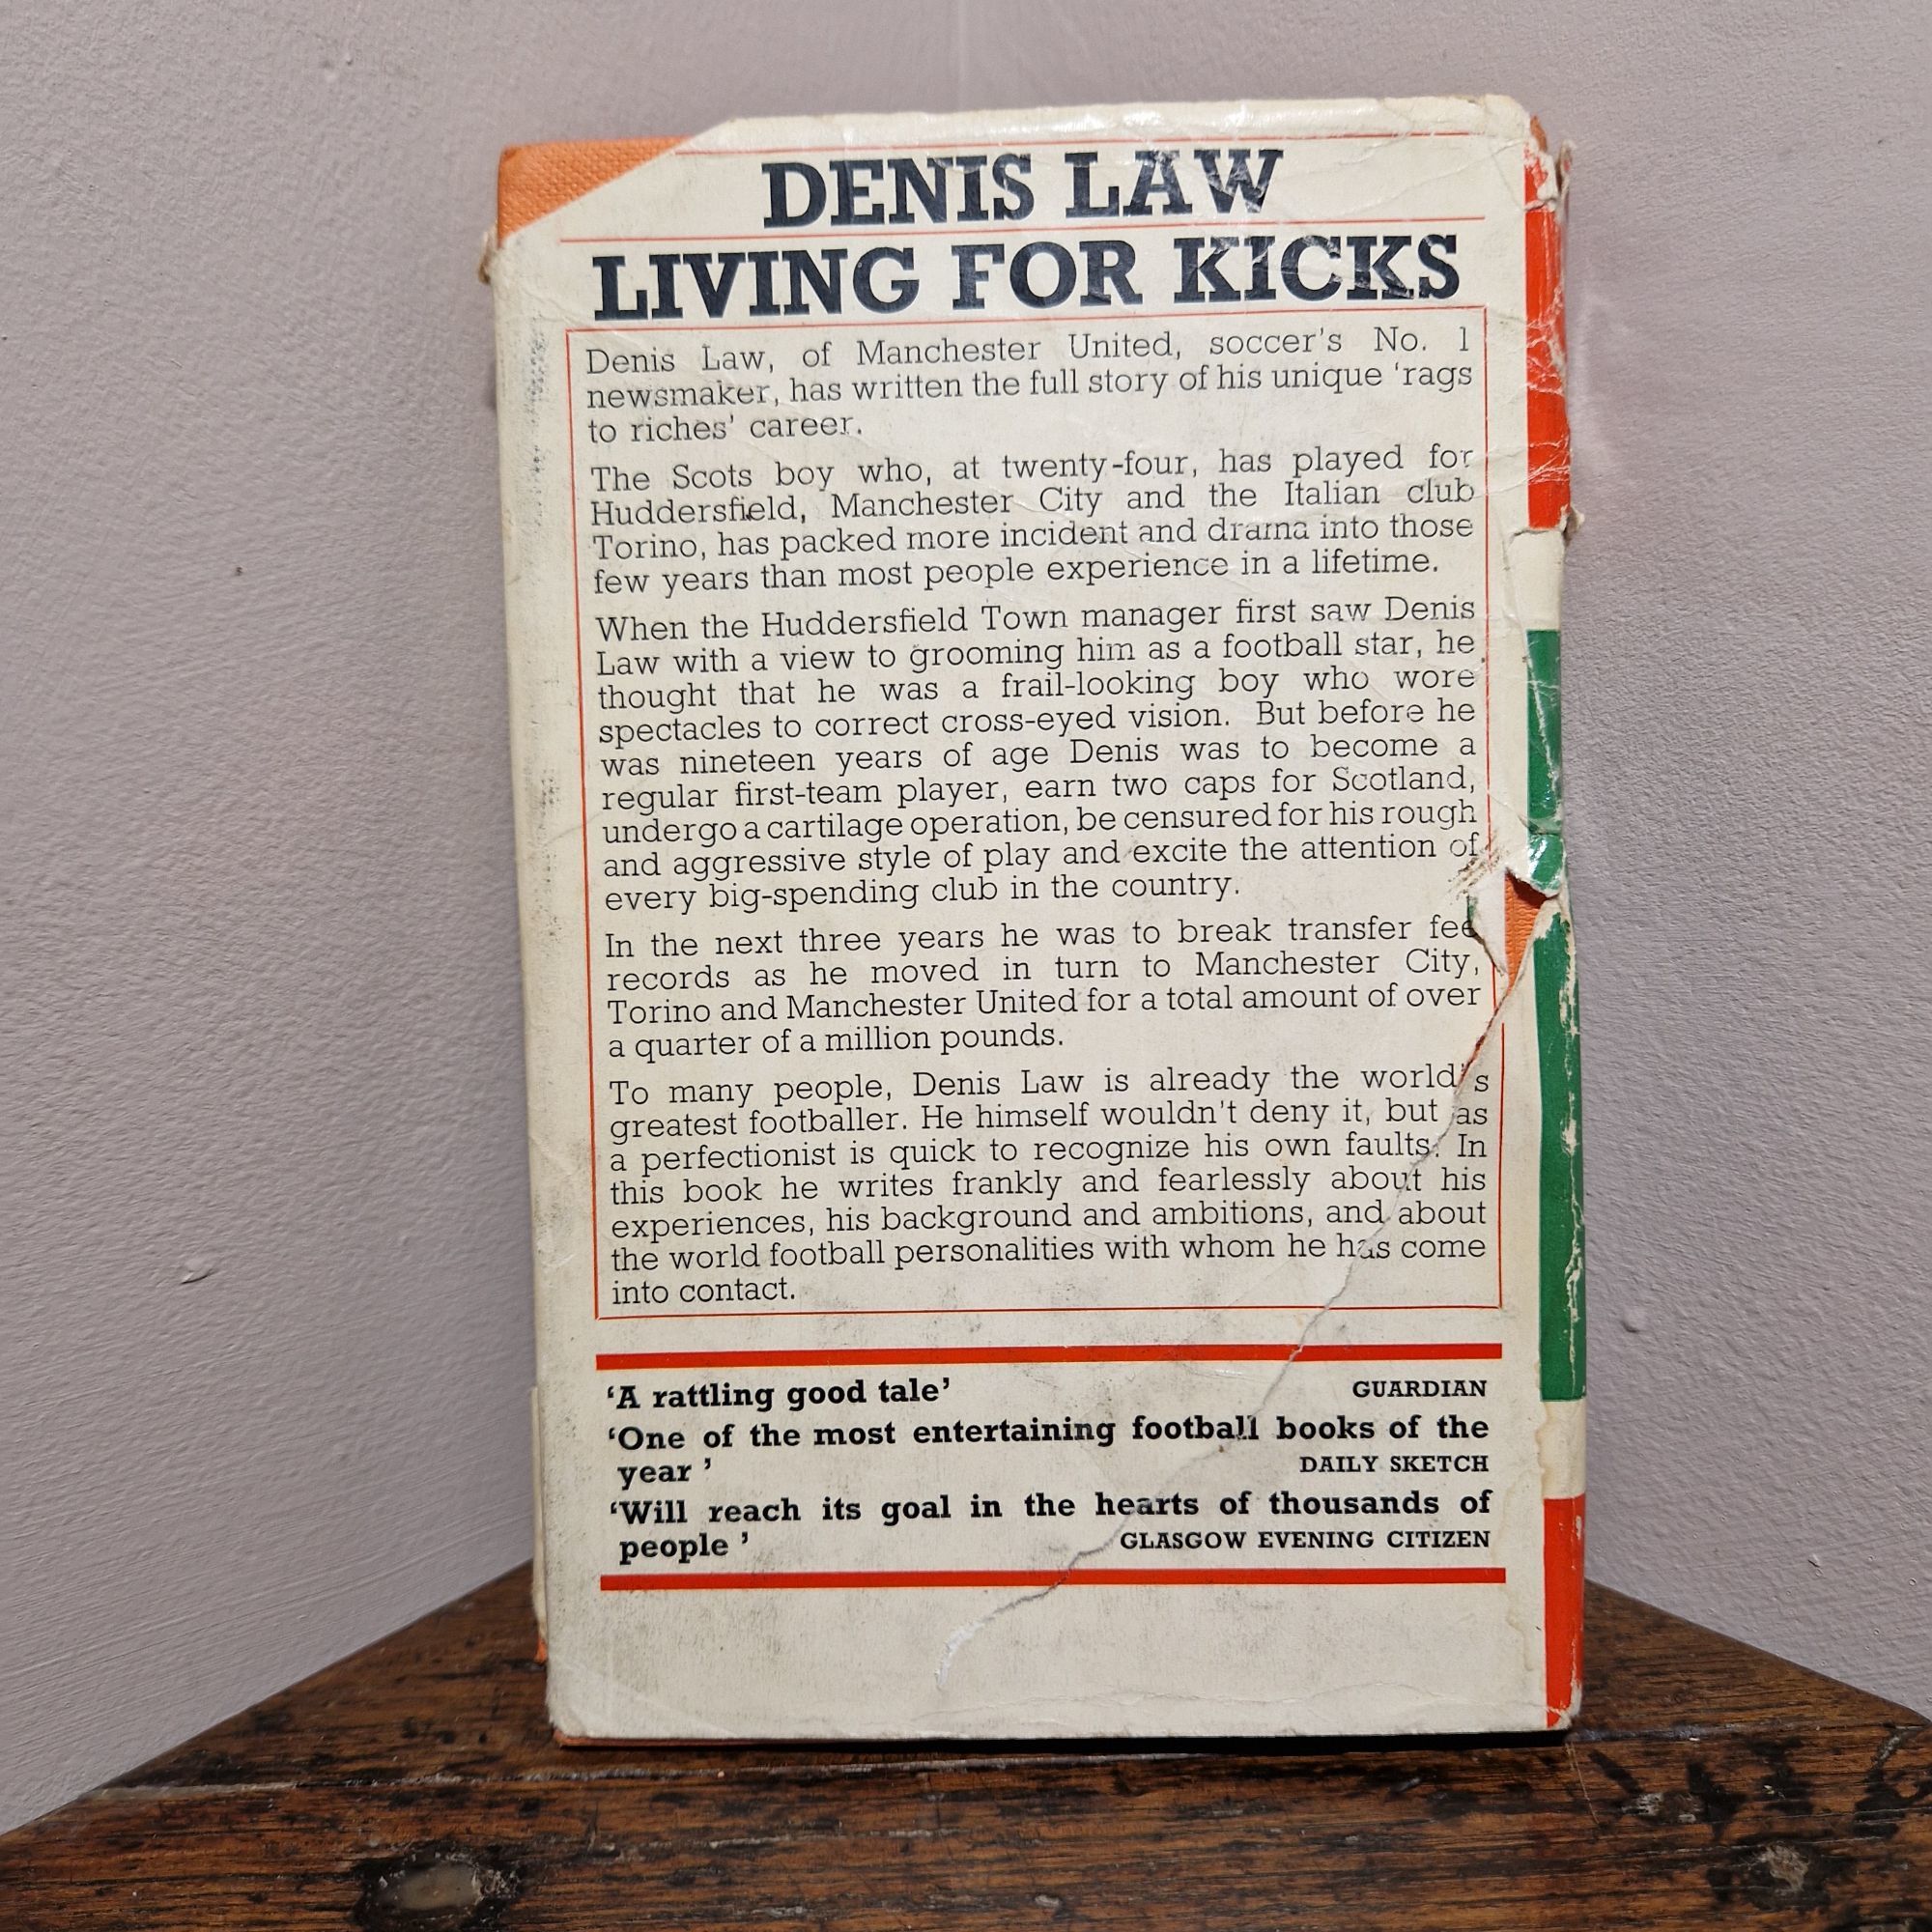 DENIS LAW
LIVING FOR KICKS
Denis Law, of Manchester United, soccer's No. 1
newsmaker, has written the full story of his unique 'rags
to riches' career.
The Scots boy who, at twenty-four, has played for
Huddersfield, Manchester City and the Italian club
Torino, has packed more incident and drama into those
few years than most people experience in a lifetime.
When the Huddersfield Town manager first saw Denis
Law with a view to grooming him as a football star, he
thought that he was a frail-looking boy who wore
spectacles to correct cross-eyed vision. But before he
was nineteen years of age Denis was to become a
regular first-team player, earn two caps for Scotland,
undergo a cartilage operation, be censured for his rough
and aggressive style of play and excite the attention of
every big-spending club in the country.
In the next three years he was to break transfer fee
records as he moved in turn to Manchester City,
Torino and Manchester United for a total amount of over
a quarter of a million pounds.
To many people, Denis Law is already the world's
greatest footballer. He himself wouldn't deny it, but as
a perfectionist is quick to recognize his own faults. In
this book he writes frankly and fearlessly about his
experiences, his background and ambitions, and about
the world football personalities with whom he has come
into contact.
'A rattling good tale' GUARDIAN
'One of the most entertaining football books of the
year ' DAILY SKETCH
'Will reach its goal in the hearts of thousands of
people ' GLASGOW EVENING CITIZEN